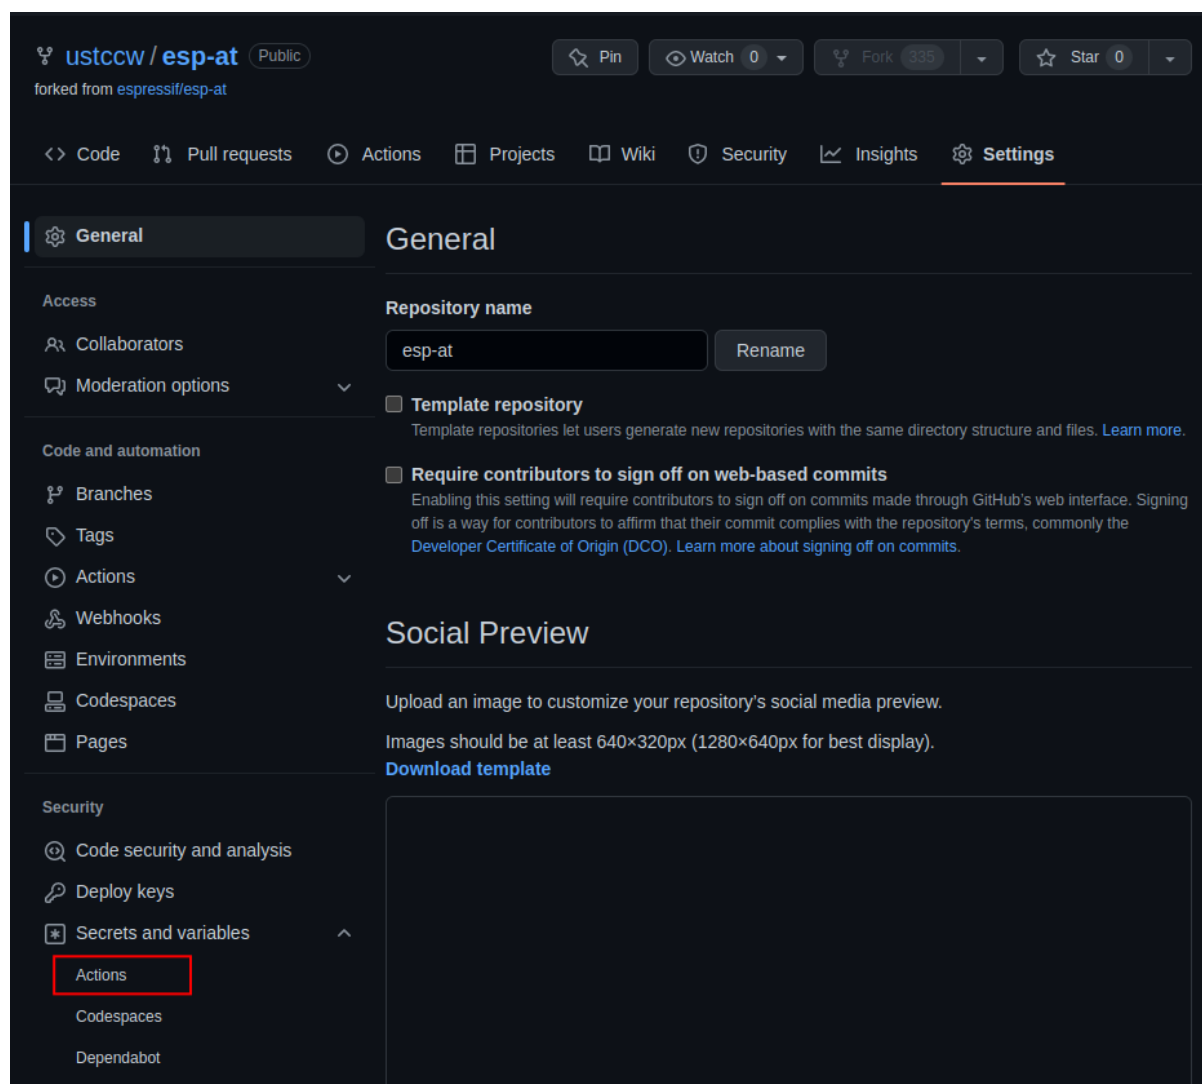 ustccw / esp-at Public
Pin
Watch 0
Fork 335
Star 0
forked from espressif/esp-at
Code
Pull requests
Actions
Projects
Wiki
Security
Insights
Settings
General
Access
Collaborators
Moderation options
Code and automation
Branches
Tags
Actions
Webhooks
Environments
Codespaces
Pages
Security
Code security and analysis
Deploy keys
Secrets and variables
Actions
Codespaces
Dependabot
General
Repository name
esp-at
Rename
Template repository
Template repositories let users generate new repositories with the same directory structure and files. Learn more.
Require contributors to sign off on web-based commits
Enabling this setting will require contributors to sign off on commits made through GitHub's web interface. Signing
off is a way for contributors to affirm that their commit complies with the repository's terms, commonly the
Developer Certificate of Origin (DCO). Learn more about signing off on commits.
Social Preview
Upload an image to customize your repository's social media preview.
Images should be at least 640×320px (1280×640px for best display).
Download template